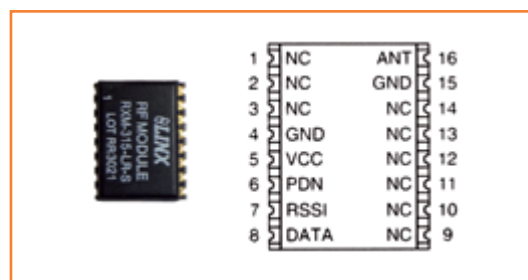 LINX
RF MODULE
RXM-315-LR-S
LOT RR3021
1
1 NC ANT 16
2 NC GND 15
3 NC NC 14
4 GND NC 13
5 VCC NC 12
6 PDN NC 11
7 RSSI NC 10
8 DATA NC 9